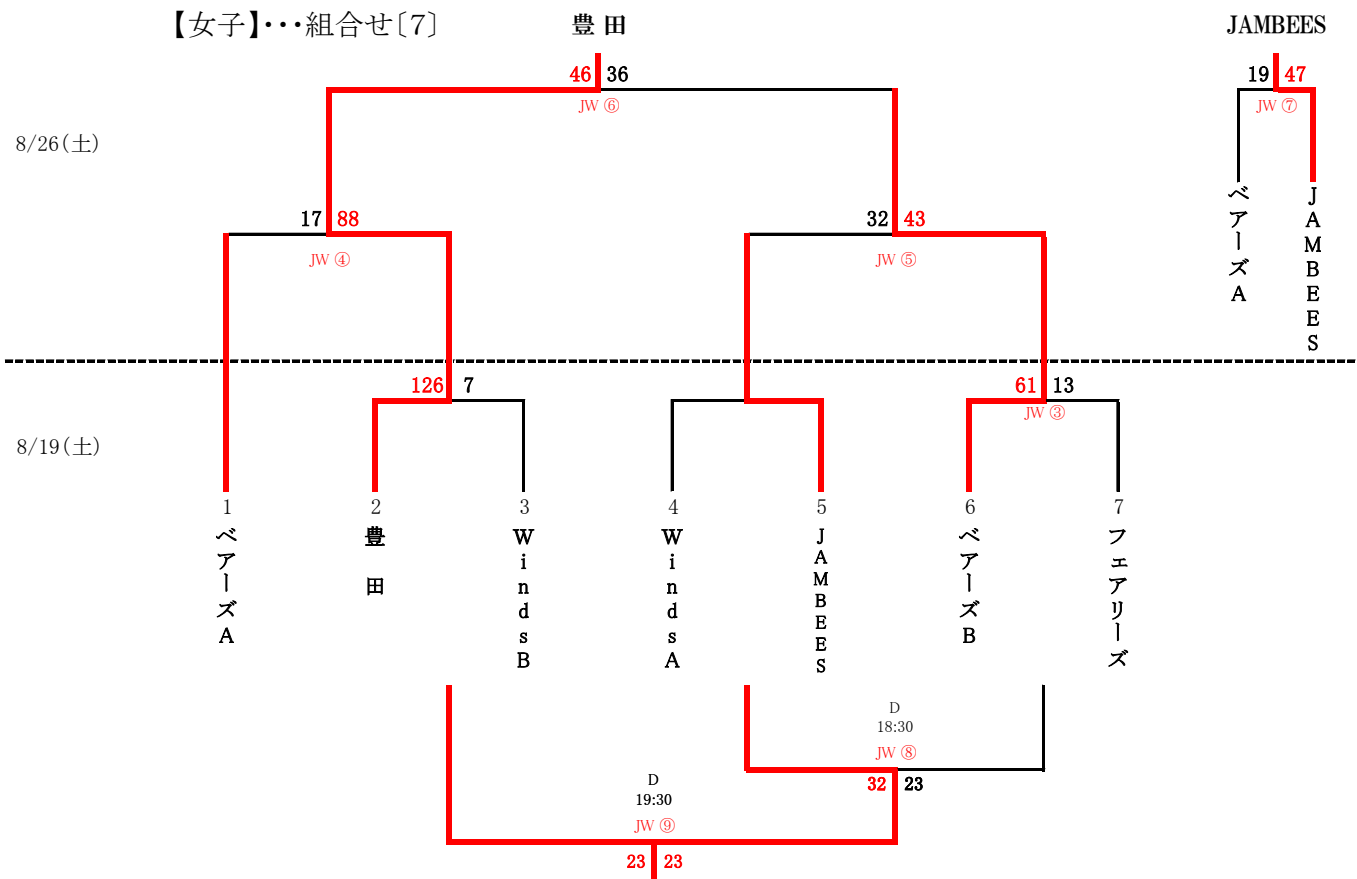 【女子】･･･組合せ〔7〕
豊 田
JAMBEES
46 36
19 47
JW ⑥
JW ⑦
8/26(土)
ベアーズA
JAMBEES
17 88
32 43
JW ④
JW ⑤
126 7
61 13
JW ③
8/19(土)
1 2 3 4 5 6 7
ベアーズA
豊 田
WindsB
WindsA
JAMBEES
ベアーズB
フェアリーズ
D
18:30
JW ⑧
32 23
D
19:30
JW ⑨
23 23